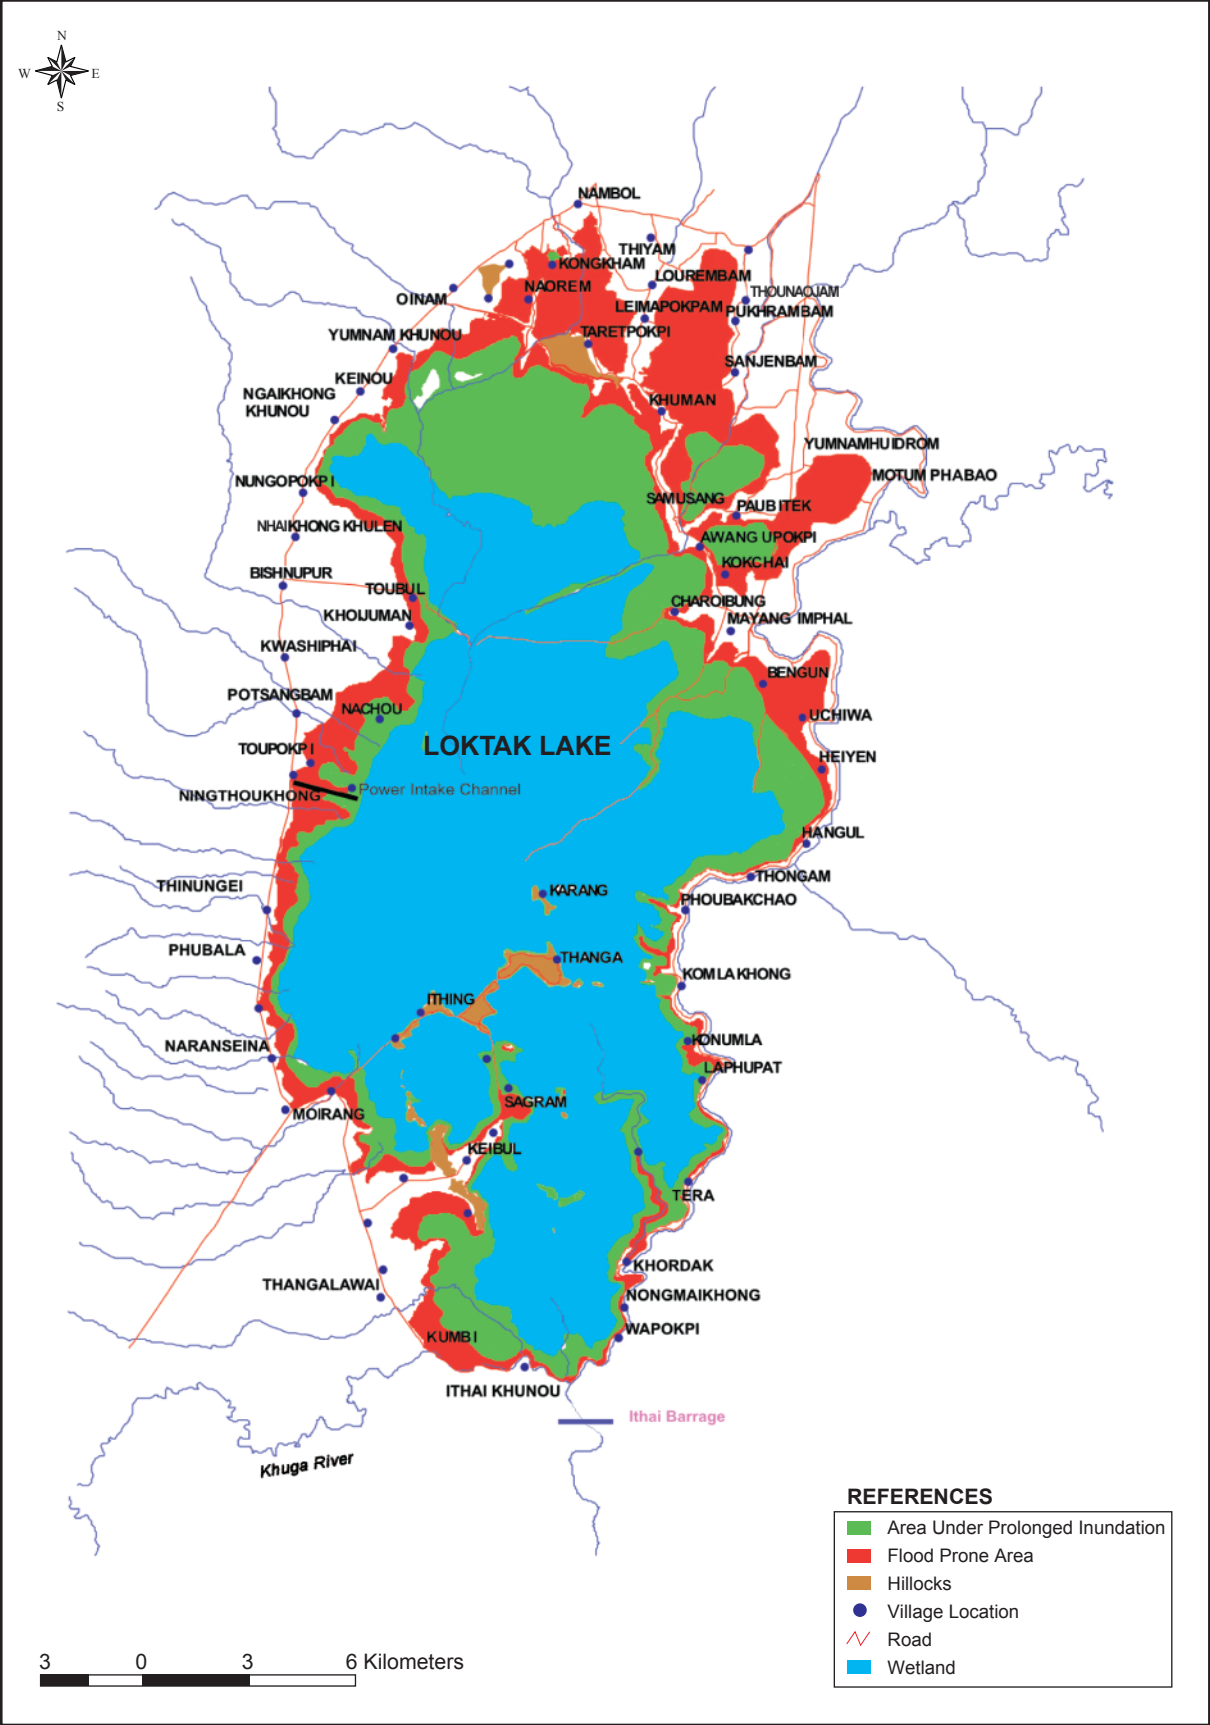 N
W E
S
NAMBOL
THIYAM
KONGKHAM
LOUREMBAM
NAOREM
OINAM
THOUNAOJAM
LEIMAPOKPAM
PUKHRAMBAM
YUMNAM KHUNOU
TARETPOKPI
SANJENBAM
KEINOU
NGAIKHONG
KHUNOU
KHUMAN
YUMNAMHUIDROM
MOTUM PHABAO
NUNGOPOKPI
SAMUSANG
PAUBITEK
NHAIKHONG KHULEN
AWANG UPOKPI
KOKCHAI
BISHNUPUR
TOUBUL
CHAROIBUNG
KHOIJUMAN
MAYANG IMPHAL
KWASHIPHAI
BENGUN
POTSANGBAM
NACHOU
UCHIWA
LOKTAK LAKE
TOUPOKPI
HEIYEN
Power Intake Channel
NINGTHOUKHONG
HANGUL
THONGAM
THINUNGEI
KARANG
PHOUBAKCHAO
PHUBALA
THANGA
KOMLAKHONG
ITHING
NARANSEINA
KONUMLA
LAPHUPAT
SAGRAM
MOIRANG
KEIBUL
TERA
KHORDAK
THANGALAWAI
NONGMAIKHONG
WAPOKPI
KUMBI
ITHAI KHUNOU
Ithai Barrage
Khuga River
REFERENCES
Area Under Prolonged Inundation
Flood Prone Area
Hillocks
Village Location
Road
Wetland
3 0 3 6 Kilometers